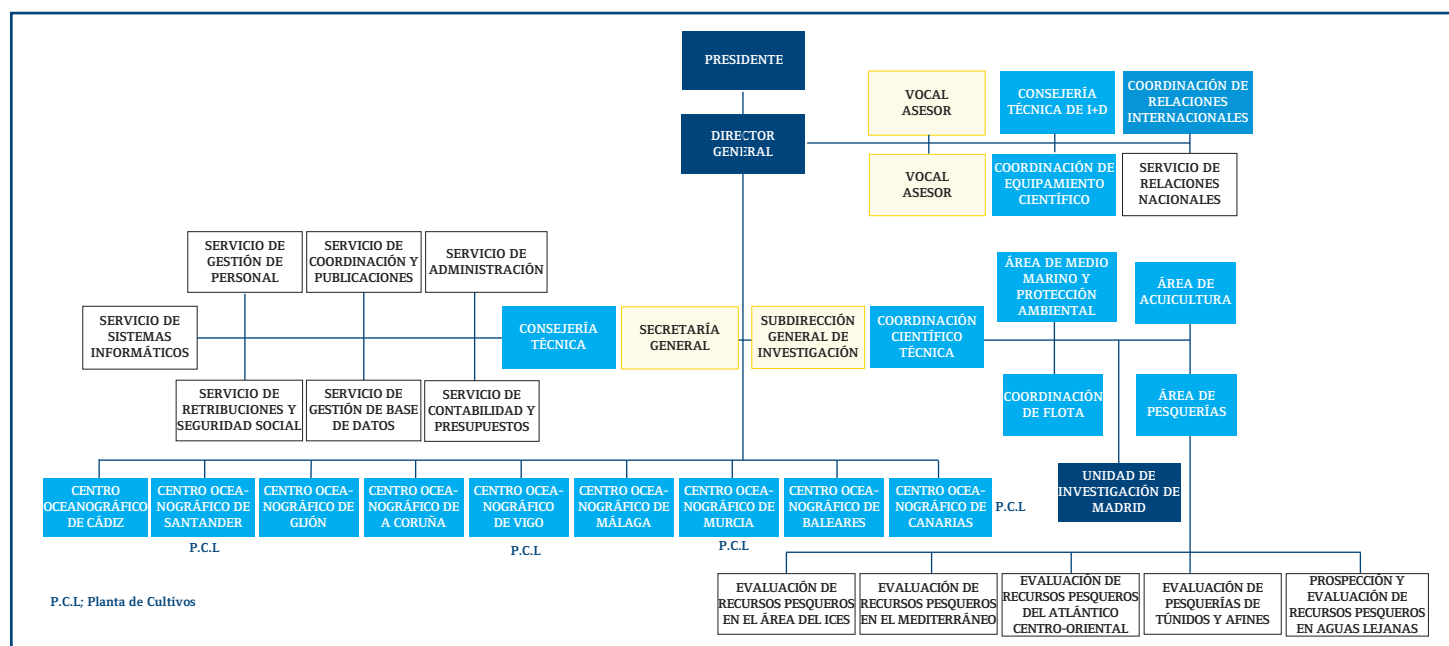 PRESIDENTE
VOCAL
ASESOR
CONSEJERÍA
TÉCNICA DE I+D
COORDINACIÓN DE
RELACIONES
INTERNACIONALES
DIRECTOR
GENERAL
VOCAL
ASESOR
COORDINACIÓN DE
EQUIPAMIENTO
CIENTÍFICO
SERVICIO DE
RELACIONES
NACIONALES
SERVICIO DE
GESTIÓN DE
PERSONAL
SERVICIO DE
COORDINACIÓN Y
PUBLICACIONES
SERVICIO DE
ADMINISTRACIÓN
ÁREA DE MEDIO
MARINO Y
PROTECCIÓN
AMBIENTAL
ÁREA DE
ACUICULTURA
SERVICIO DE
SISTEMAS
INFORMÁTICOS
CONSEJERÍA
TÉCNICA
SECRETARÍA
GENERAL
SUBDIRECCIÓN
GENERAL DE
INVESTIGACIÓN
COORDINACIÓN
CIENTÍFICO
TÉCNICA
SERVICIO DE
RETRIBUCIONES Y
SEGURIDAD SOCIAL
SERVICIO DE
GESTIÓN DE BASE
DE DATOS
SERVICIO DE
CONTABILIDAD Y
PRESUPUESTOS
COORDINACIÓN
DE FLOTA
ÁREA DE
PESQUERÍAS
CENTRO
OCEANOGRÁFICO
DE CÁDIZ
CENTRO OCEA-
NOGRÁFICO DE
SANTANDER
CENTRO OCEA-
NOGRÁFICO DE
GIJÓN
CENTRO OCEA-
NOGRÁFICO DE
A CORUÑA
CENTRO OCEA-
NOGRÁFICO
DE VIGO
CENTRO OCEA-
NOGRÁFICO DE
MÁLAGA
CENTRO OCEA-
NOGRÁFICO DE
MURCIA
CENTRO OCEA-
NOGRÁFICO DE
BALEARES
CENTRO OCEA-
NOGRÁFICO DE
CANARIAS
P.C.L
UNIDAD DE
INVESTIGACIÓN DE
MADRID
P.C.L
P.C.L
P.C.L
EVALUACIÓN DE
RECURSOS PESQUEROS
EN EL ÁREA DEL ICES
EVALUACIÓN DE
RECURSOS PESQUEROS
EN EL MEDITERRÁNEO
EVALUACIÓN DE
RECURSOS PESQUEROS
DEL ATLÁNTICO
CENTRO-ORIENTAL
EVALUACIÓN DE
PESQUERÍAS DE
TÚNIDOS Y AFINES
PROSPECCIÓN Y
EVALUACIÓN DE
RECURSOS PESQUEROS
EN AGUAS LEJANAS
P.C.L; Planta de Cultivos